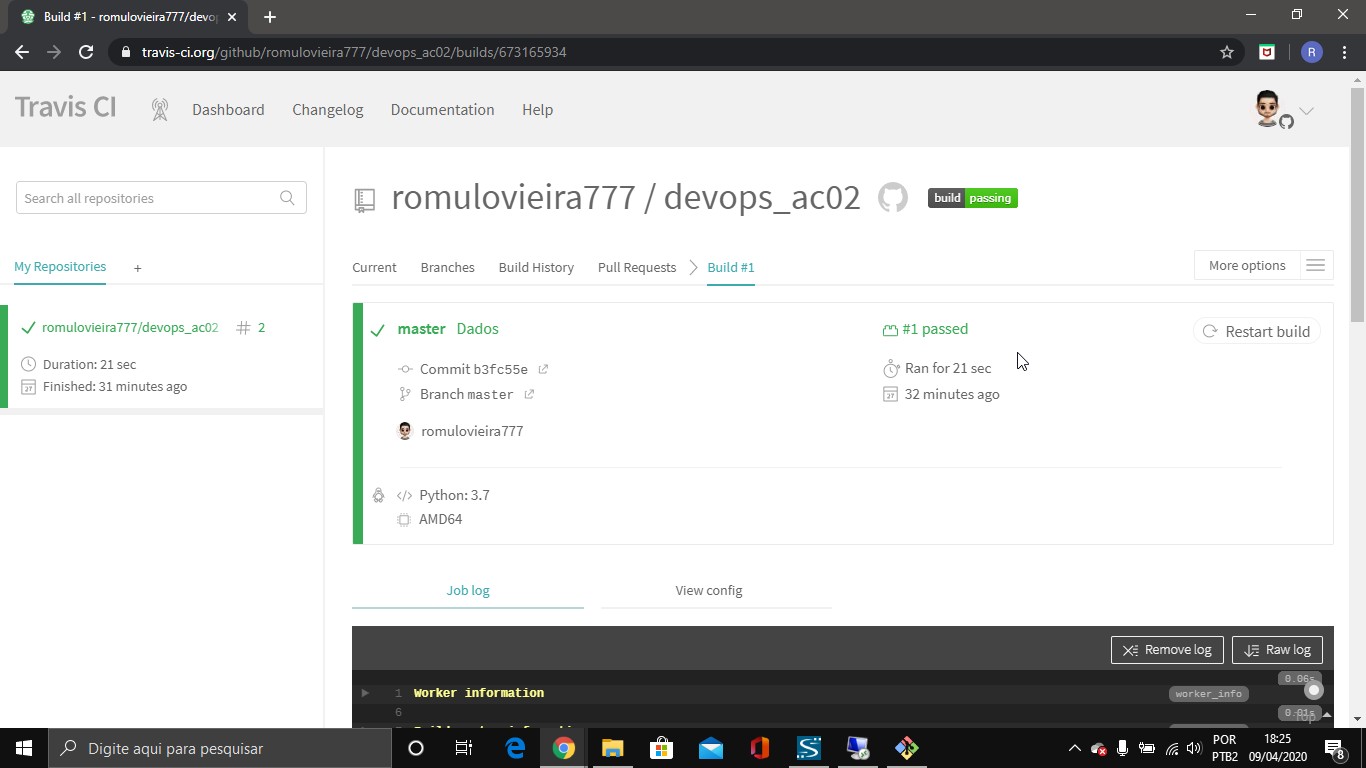 Build #1 - romulovieira777/devo
travis-ci.org/github/romulovieira777/devops_ac02/builds/673165934
R
Travis CI
Dashboard
Changelog
Documentation
Help
Search all repositories
My Repositories
+
romulovieira777/devops_ac02
# 2
Duration: 21 sec
Finished: 31 minutes ago
romulovieira777 / devops_ac02
build passing
Current
Branches
Build History
Pull Requests
Build #1
More options
master Dados
#1 passed
Restart build
Commit b3fc55e
Ran for 21 sec
Branch master
32 minutes ago
romulovieira777
Python: 3.7
AMD64
Job log
View config
Remove log
Raw log
0.06s
1 Worker information
worker_info
6
0.01s
Top
Digite aqui para pesquisar
POR
PTB2
18:25
09/04/2020
8